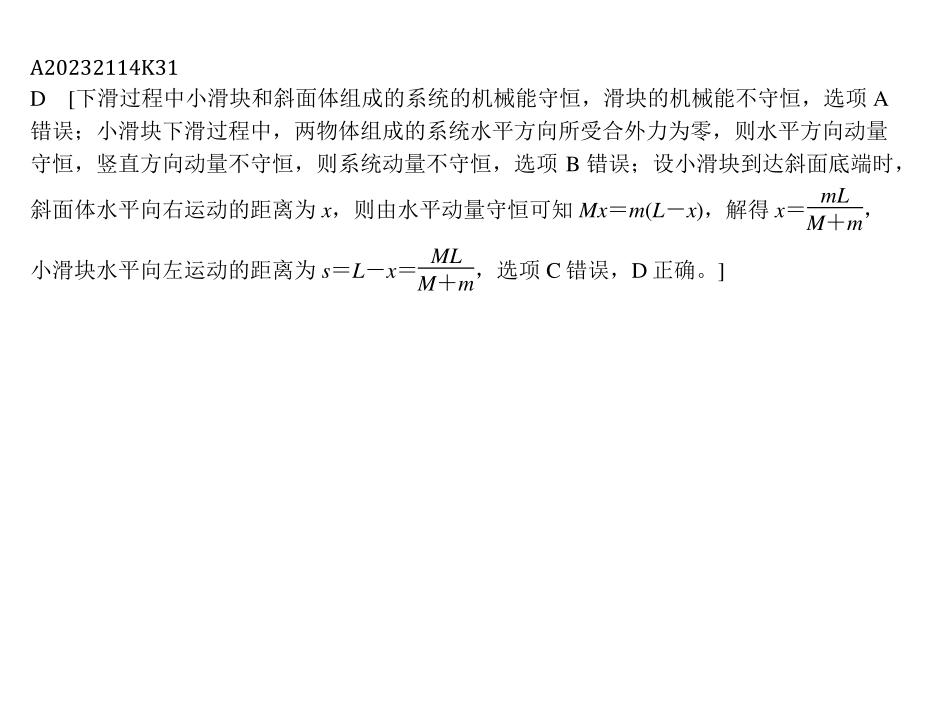 A20232114K31
D [下滑过程中小滑块和斜面体组成的系统的机械能守恒，滑块的机械能不守恒，选项 A
错误；小滑块下滑过程中，两物体组成的系统水平方向所受合外力为零，则水平方向动量
守恒，竖直方向动量不守恒，则系统动量不守恒，选项 B 错误；设小滑块到达斜面底端时，
斜面体水平向右运动的距离为 x，则由水平动量守恒可知 Mx＝m(L－x)，解得 x＝\frac{mL}{M＋m}，
小滑块水平向左运动的距离为 s＝L－x＝\frac{ML}{M＋m}，选项 C 错误，D 正确。]